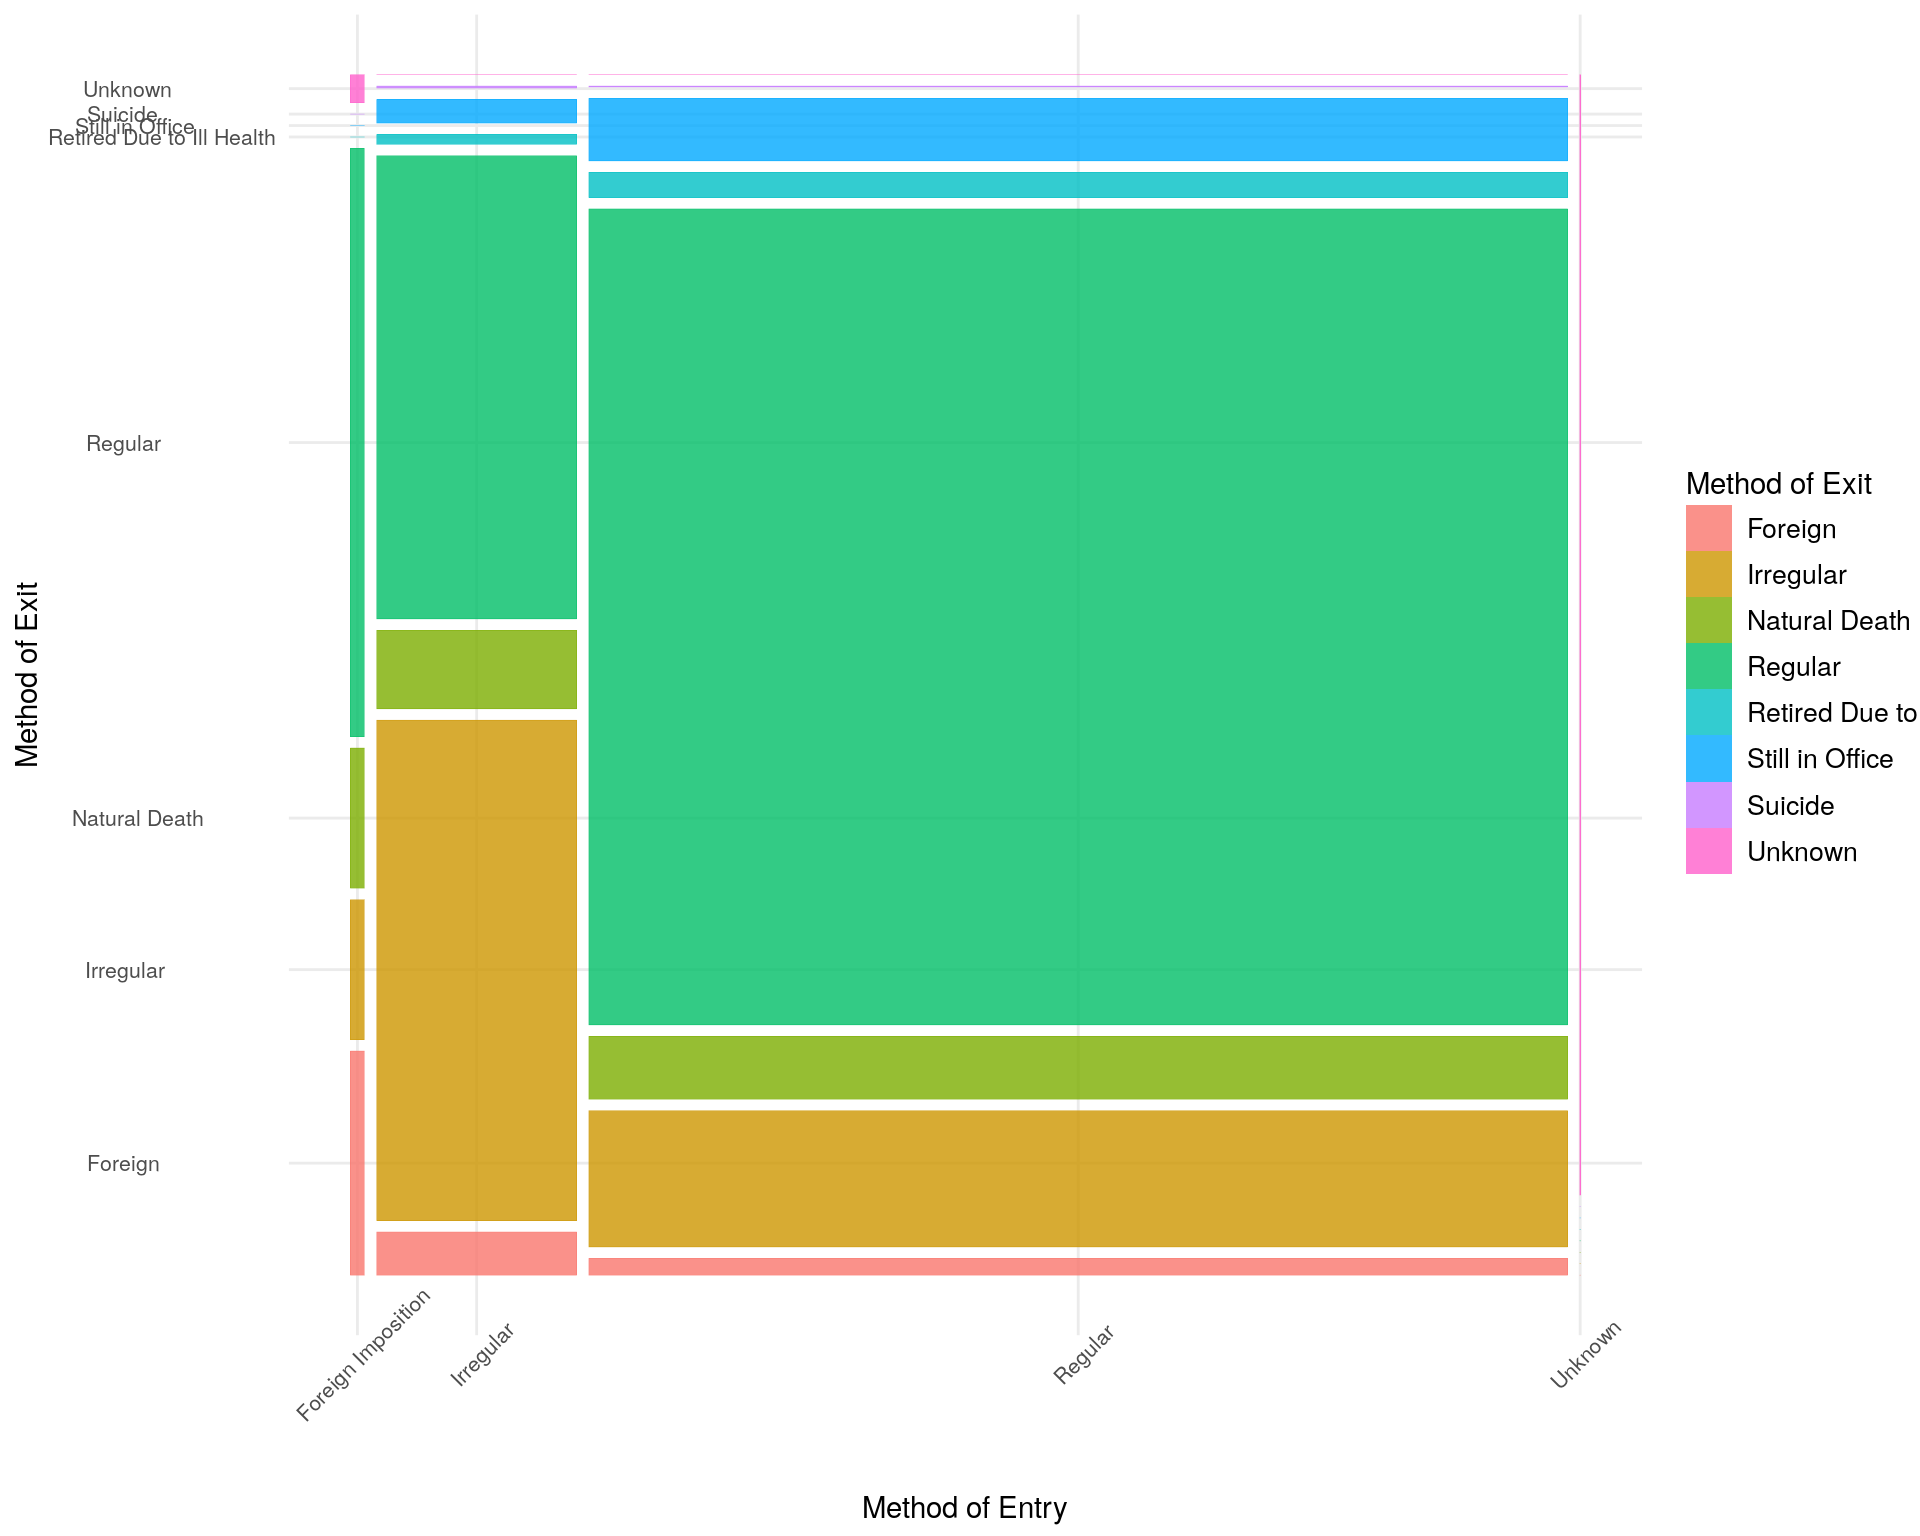 Unknown
Suicide
Still in Office
Retired Due to Ill Health
Regular
Natural Death
Irregular
Foreign
Method of Exit
Foreign Imposition
Irregular
Regular
Unknown
Method of Entry
Method of Exit
Foreign
Irregular
Natural Death
Regular
Retired Due to
Still in Office
Suicide
Unknown